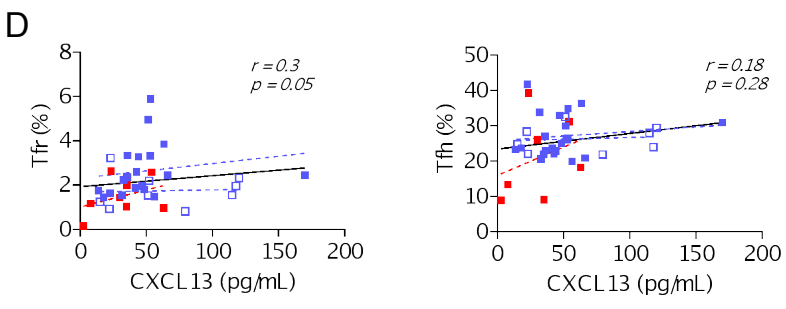 D
r = 0.3
p = 0.05
Tfr (%)
8
6
4
2
0
0 50 100 150 200
CXCL13 (pg/mL)
r = 0.18
p = 0.28
Tfh (%)
50
40
30
20
10
0
0 50 100 150 200
CXCL13 (pg/mL)